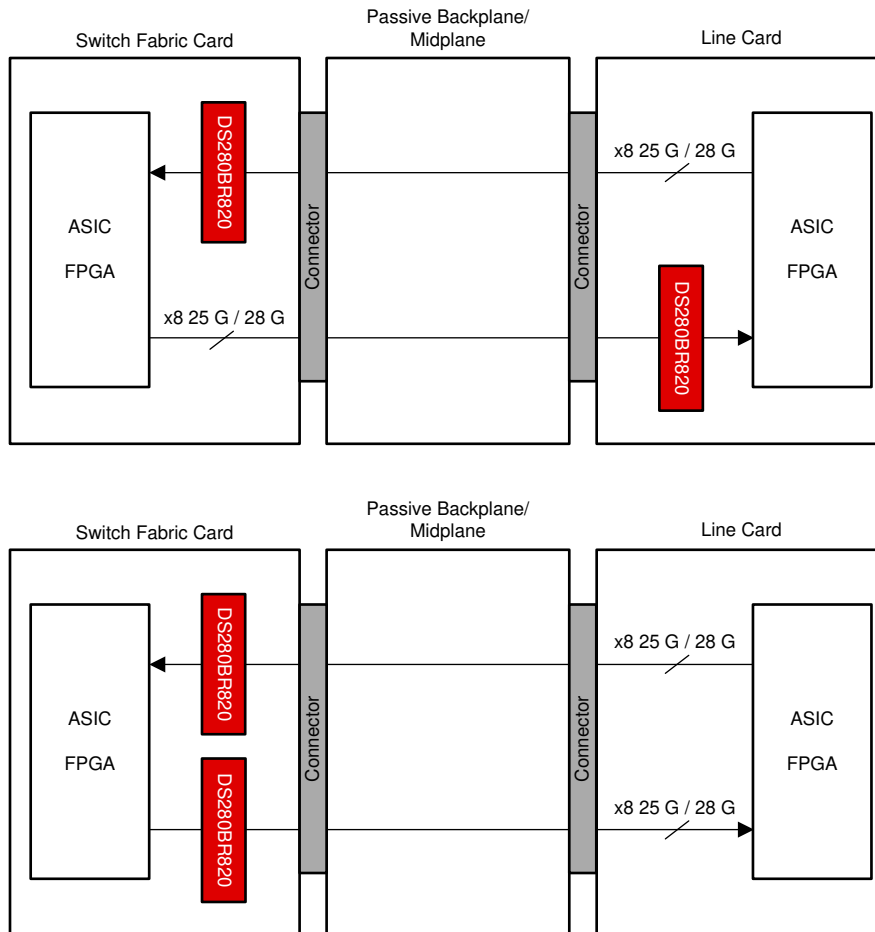 Passive Backplane/
Midplane
Switch Fabric Card
Line Card
DS280BR820
x8 25 G / 28 G
ASIC
FPGA
Connector
Connector
ASIC
FPGA
x8 25 G / 28 G
DS280BR820
Passive Backplane/
Midplane
Switch Fabric Card
Line Card
DS280BR820
x8 25 G / 28 G
ASIC
FPGA
Connector
Connector
ASIC
FPGA
DS280BR820
x8 25 G / 28 G